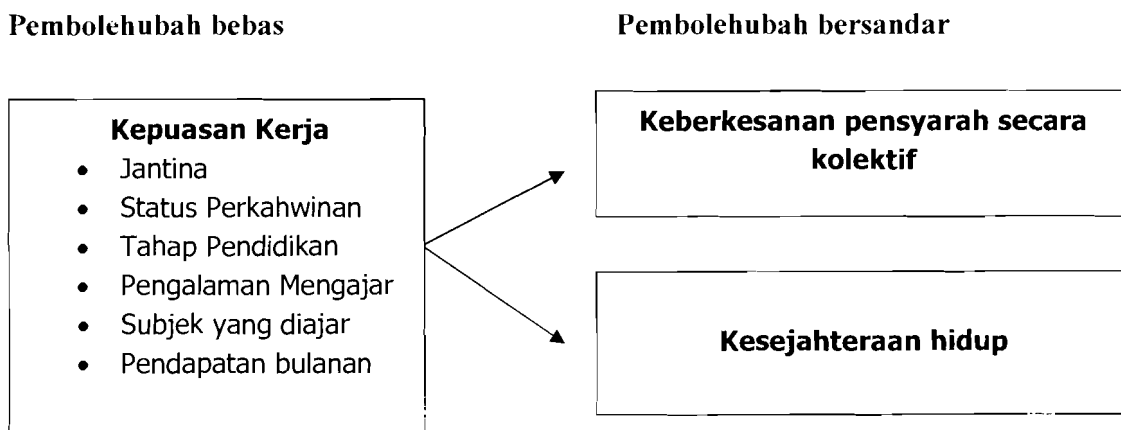 Pembolehubah bebas
Pembolehubah bersandar
Kepuasan Kerja
• Jantina
• Status Perkahwinan
• Tahap Pendidikan
• Pengalaman Mengajar
• Subjek yang diajar
• Pendapatan bulanan
Keberkesanan pensyarah secara
kolektif
Kesejahteraan hidup